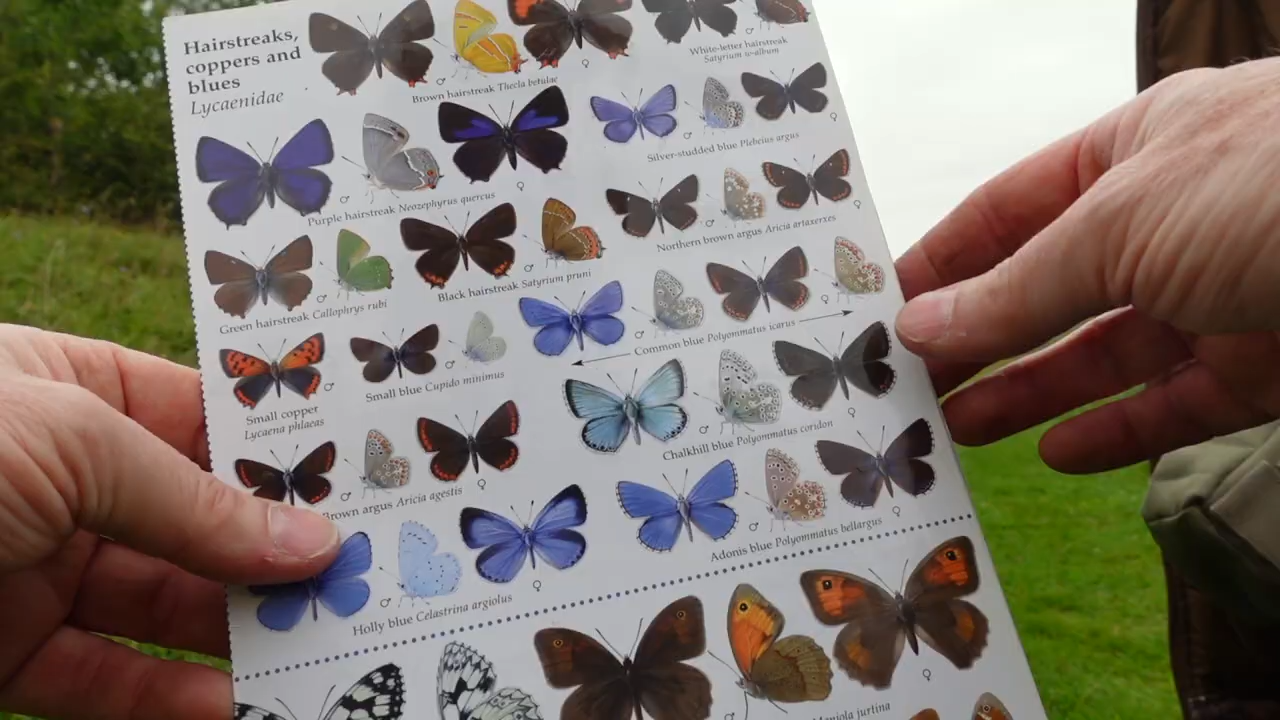 Hairstreaks,
coppers and
blues
Lycaenidae
♂
Brown hairstreak Thecla betulae
♀
♂
White-letter hairstreak
Satyrium w-album
♂
Purple hairstreak Neozephyrus quercus
♀
♂
Silver-studded blue Plebeius argus
♀
♂
Green hairstreak Callophrys rubi
Black hairstreak Satyrium pruni
♂
♂
Northern brown argus Aricia artaxerxes
♀
♂
Small copper
Lycaena phlaeas
Small blue Cupido minimus
♂
♂
Common blue Polyommatus icarus
♀
♂
Chalkhill blue Polyommatus coridon
♀
♂
Brown argus Aricia agestis
♀
♂
Adonis blue Polyommatus bellargus
♀
♂
Holly blue Celastrina argiolus
♀
♂
Maniola jurtina
♀